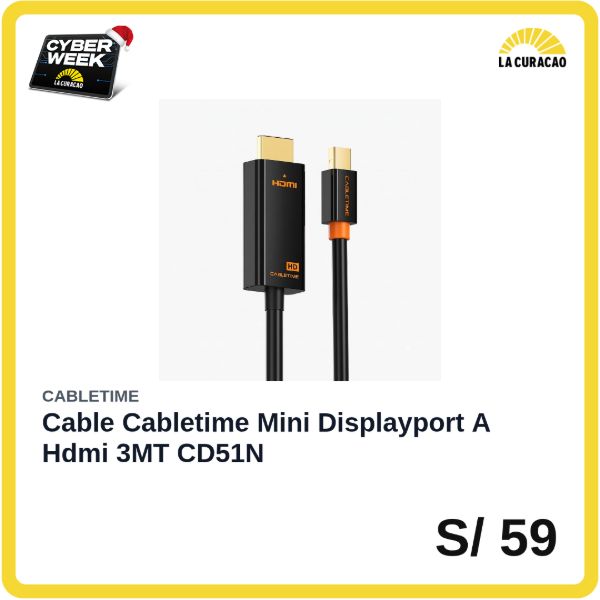 CYBER
WEEK
LA CURACAO
LA CURACAO
HDMI
HD
CABLETIME
CABLETIME
CABLETIME
Cable Cabletime Mini Displayport A
Hdmi 3MT CD51N
S/ 59